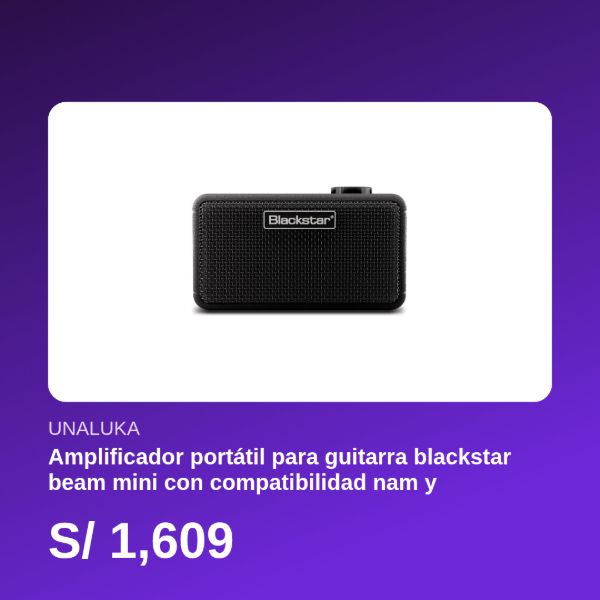 Blackstar®
UNALUKA
Amplificador portátil para guitarra blackstar
beam mini con compatibilidad nam y
S/ 1,609